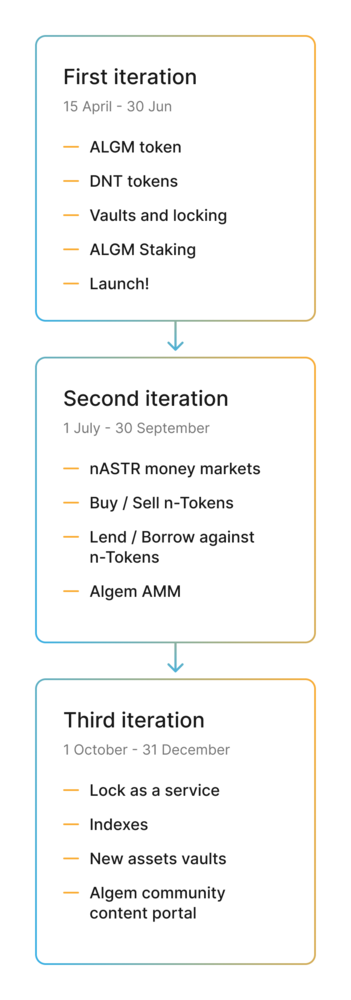 First iteration
15 April - 30 Jun
ALGM token
DNT tokens
Vaults and locking
ALGM Staking
Launch!
Second iteration
1 July - 30 September
nASTR money markets
Buy / Sell n-Tokens
Lend / Borrow against
n-Tokens
Algem AMM
Third iteration
1 October - 31 December
Lock as a service
Indexes
New assets vaults
Algem community
content portal